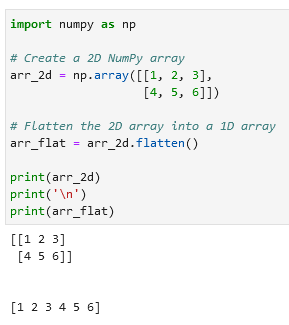 import numpy as np
# Create a 2D NumPy array
arr_2d = np.array([[1, 2, 3],
                   [4, 5, 6]])
# Flatten the 2D array into a 1D array
arr_flat = arr_2d.flatten()
print(arr_2d)
print('\n')
print(arr_flat)
[[1 2 3]
 [4 5 6]]
[1 2 3 4 5 6]